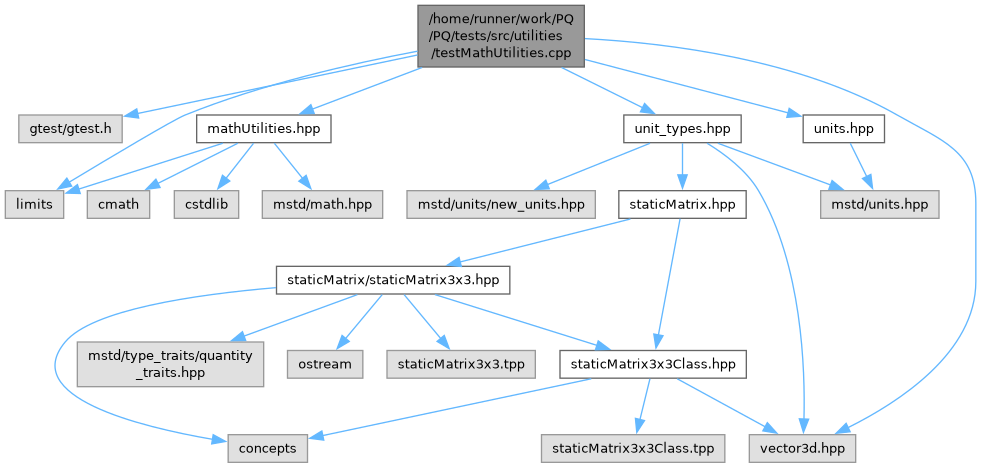 /home/runner/work/PQ
/PQ/tests/src/utilities
/testMathUtilities.cpp
gtest/gtest.h
mathUtilities.hpp
unit_types.hpp
units.hpp
limits
cmath
cstdlib
mstd/math.hpp
mstd/units/new_units.hpp
staticMatrix.hpp
mstd/units.hpp
staticMatrix/staticMatrix3x3.hpp
mstd/type_traits/quantity
_traits.hpp
ostream
staticMatrix3x3.tpp
staticMatrix3x3Class.hpp
concepts
staticMatrix3x3Class.tpp
vector3d.hpp